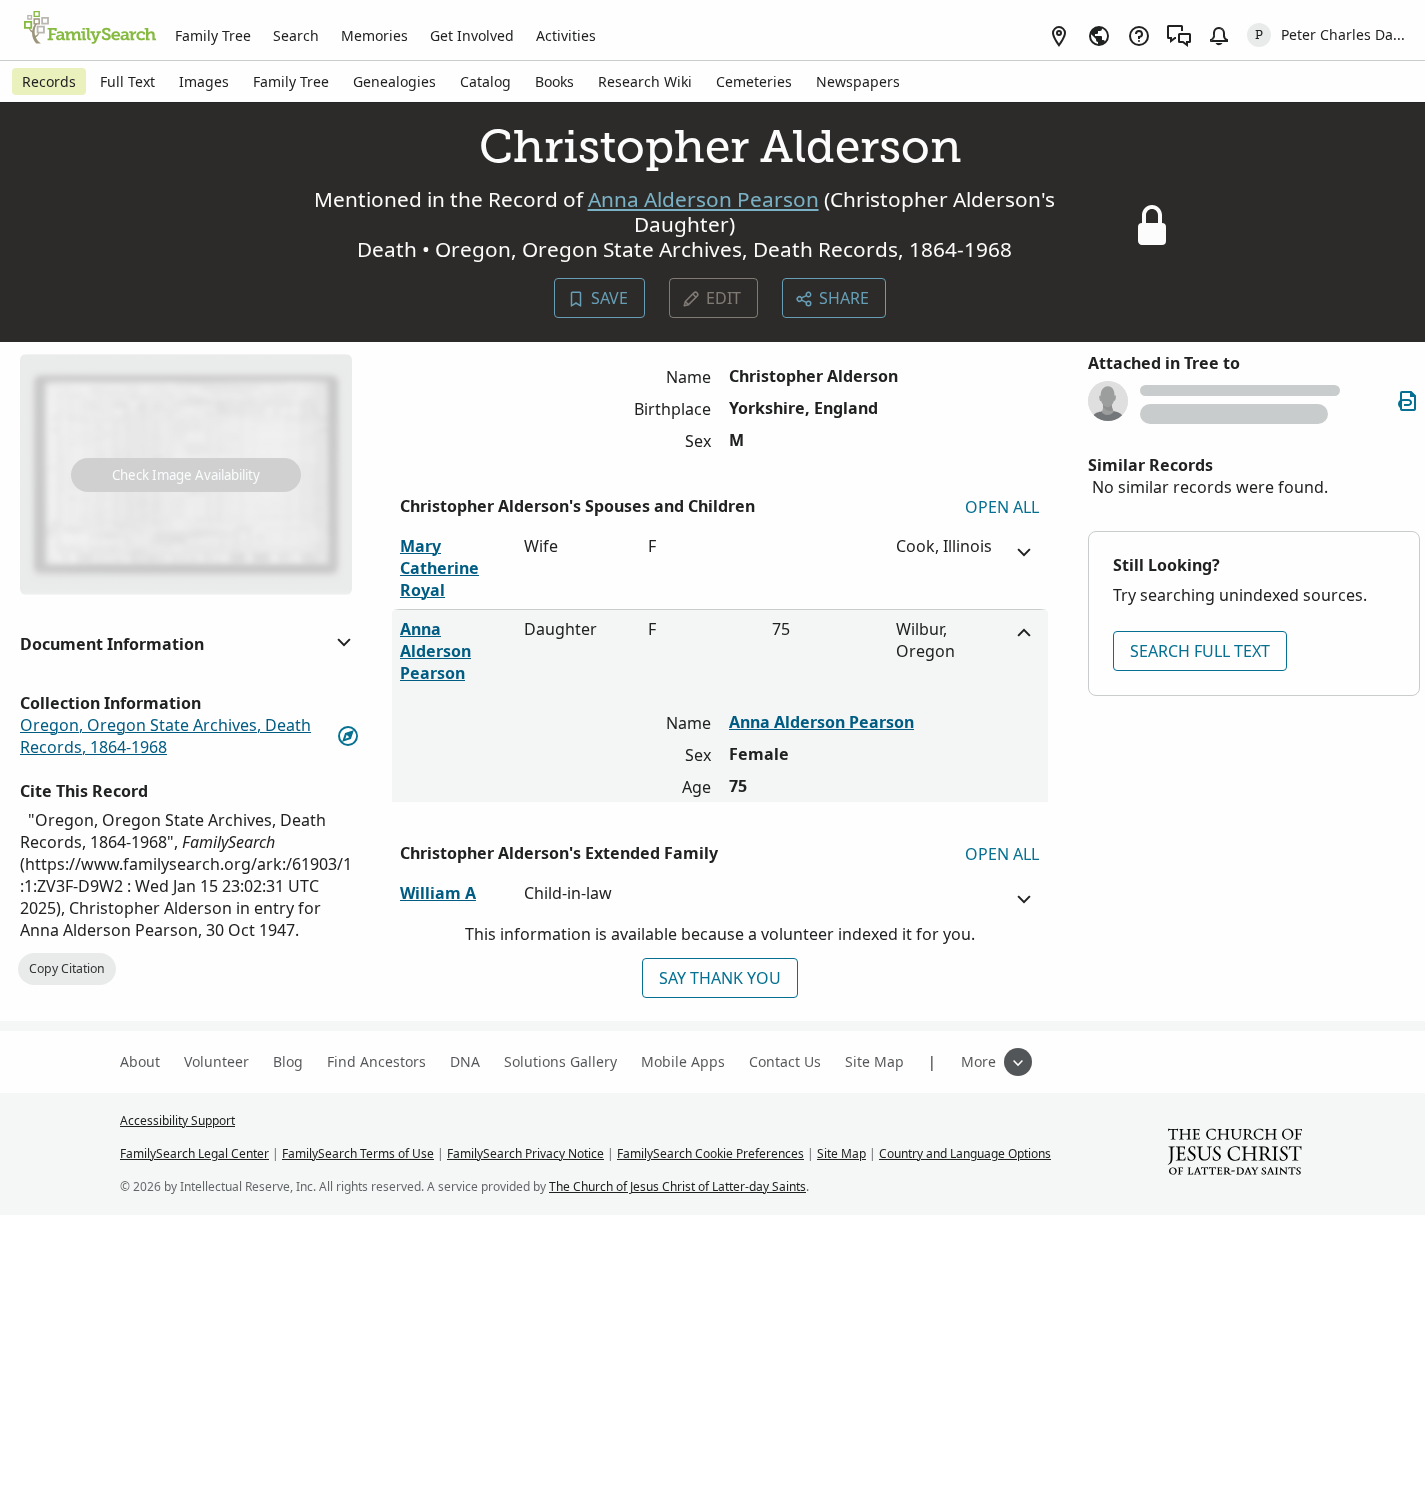 FamilySearch Family Tree Search Memories Get Involved Activities P Peter Charles Da...
Records Full Text Images Family Tree Genealogies Catalog Books Research Wiki Cemeteries Newspapers
Christopher Alderson
Mentioned in the Record of Anna Alderson Pearson (Christopher Alderson's
Daughter)
Death • Oregon, Oregon State Archives, Death Records, 1864-1968
SAVE EDIT SHARE
Check Image Availability
Document Information
Collection Information
Oregon, Oregon State Archives, Death
Records, 1864-1968
Cite This Record
"Oregon, Oregon State Archives, Death
Records, 1864-1968", FamilySearch
(https://www.familysearch.org/ark:/61903/1
:1:ZV3F-D9W2 : Wed Jan 15 23:02:31 UTC
2025), Christopher Alderson in entry for
Anna Alderson Pearson, 30 Oct 1947.
Copy Citation
Name Christopher Alderson
Birthplace Yorkshire, England
Sex M
Christopher Alderson's Spouses and Children OPEN ALL
Mary Wife F Cook, Illinois
Catherine
Royal
Anna Daughter F 75 Wilbur,
Alderson Oregon
Pearson
Name Anna Alderson Pearson
Sex Female
Age 75
Christopher Alderson's Extended Family OPEN ALL
William A Child-in-law
This information is available because a volunteer indexed it for you.
SAY THANK YOU
Attached in Tree to
Similar Records
No similar records were found.
Still Looking?
Try searching unindexed sources.
SEARCH FULL TEXT
About Volunteer Blog Find Ancestors DNA Solutions Gallery Mobile Apps Contact Us Site Map | More
Accessibility Support
FamilySearch Legal Center | FamilySearch Terms of Use | FamilySearch Privacy Notice | FamilySearch Cookie Preferences | Site Map | Country and Language Options
© 2026 by Intellectual Reserve, Inc. All rights reserved. A service provided by The Church of Jesus Christ of Latter-day Saints.
THE CHURCH OF
JESUS CHRIST
OF LATTER-DAY SAINTS